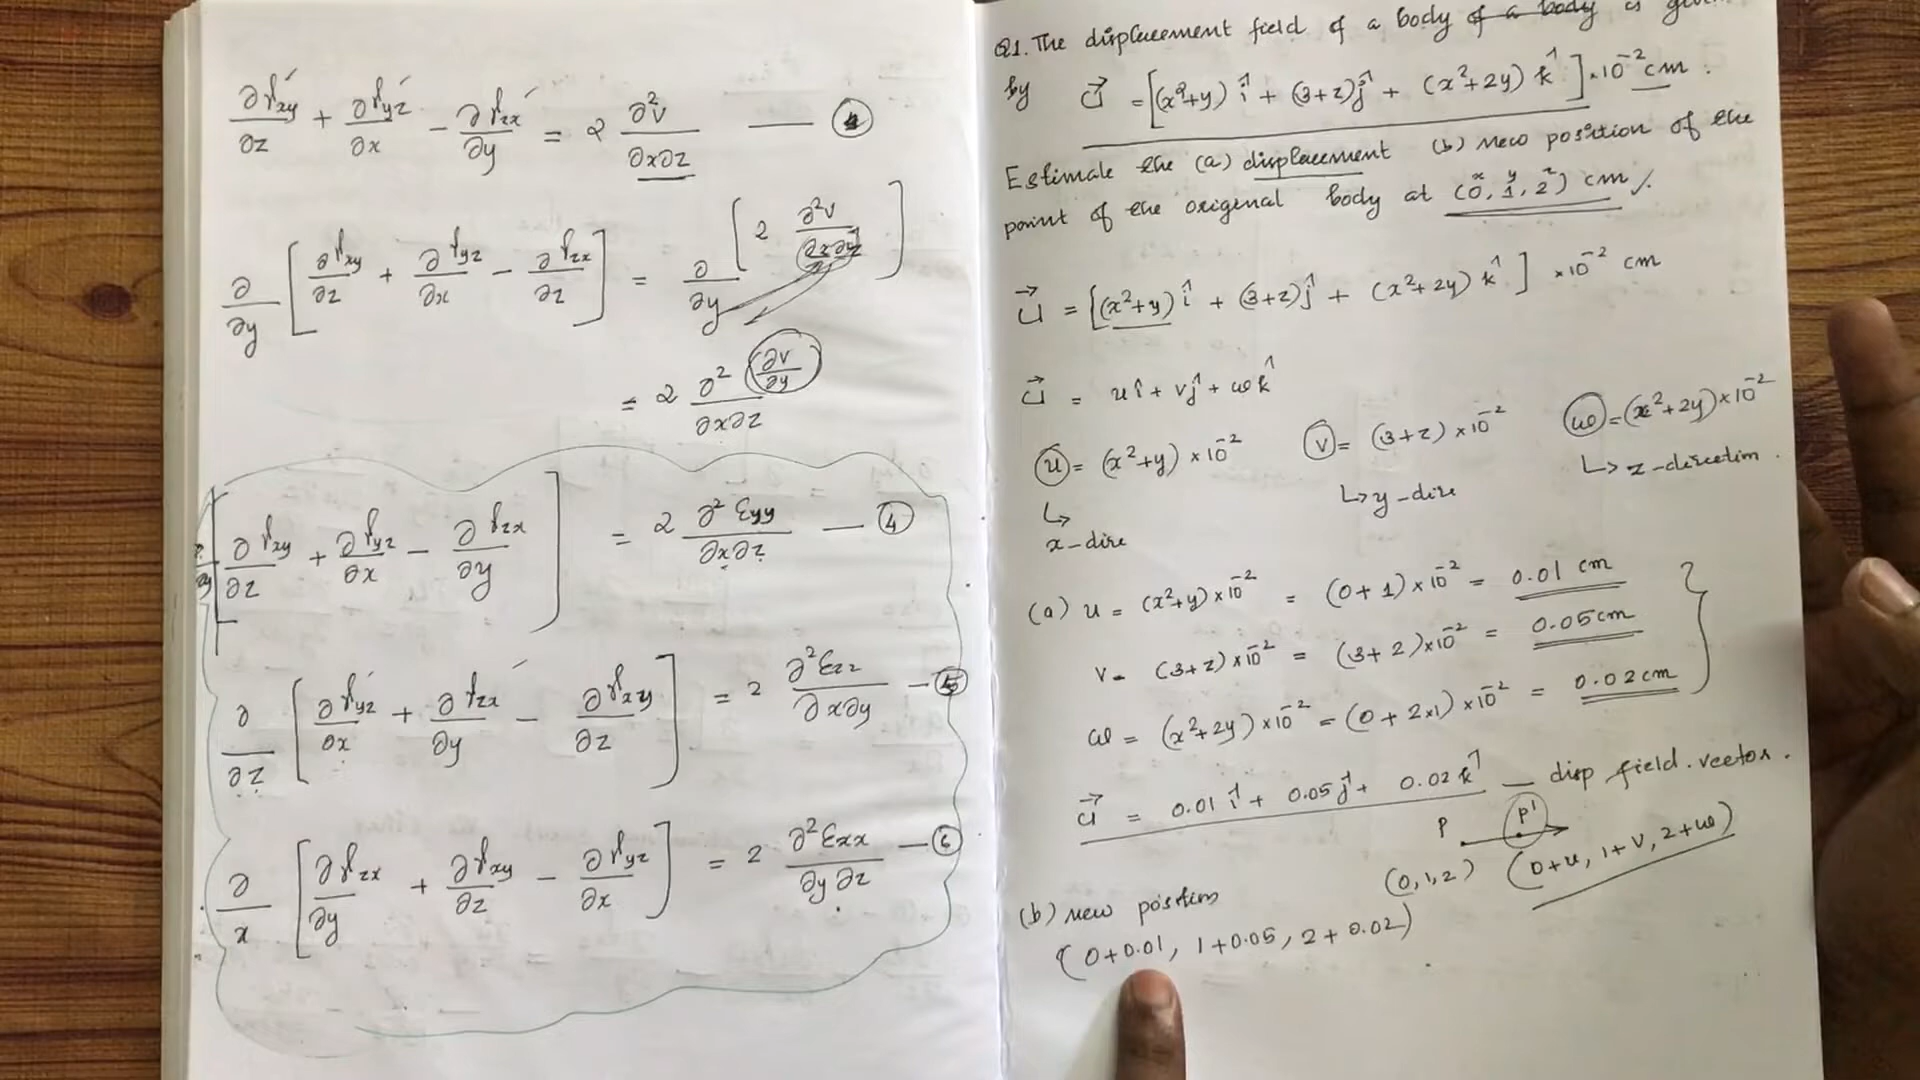 ∂γxy/∂z + ∂γyz/∂x − ∂γzx/∂y = 2 ∂²v/∂x∂z — 4
∂/∂y [∂γxy/∂z + ∂γyz/∂x − ∂γzx/∂z] = ∂/∂y [2 ∂²v/∂x∂z]
= 2 ∂²/∂x∂z (∂v/∂y)
[∂γxy/∂z + ∂γyz/∂x − ∂γzx/∂y] = 2 ∂²εyy/∂x∂z — 4
∂/∂z [∂γyz/∂x + ∂γzx/∂y − ∂γxy/∂z] = 2 ∂²εzz/∂x∂y — 5
∂/x [∂γzx/∂y + ∂γxy/∂z − ∂γyz/∂x] = 2 ∂²εxx/∂y∂z — 6
Q1. The displacement field of a body of a body is
by U⃗ = [(x²+y) î + (3+z)ĵ + (x²+2y) k̂] × 10⁻² cm.
Estimate the (a) displacement (b) new position of the
x y z
point of the original body at (0, 1, 2) cm.
U⃗ = [(x²+y) î + (3+z)ĵ + (x²+2y) k̂] × 10⁻² cm
U⃗ = uî + vĵ + ωk̂
u = (x²+y) × 10⁻² v = (3+z) × 10⁻² ω = (x²+2y) × 10⁻²
↳ x-dire ↳ y-dire ↳ z-direction.
(a) u = (x²+y) × 10⁻² = (0+1) × 10⁻² = 0.01 cm
v = (3+z) × 10⁻² = (3+2) × 10⁻² = 0.05 cm
ω = (x²+2y) × 10⁻² = (0+2×1) × 10⁻² = 0.02 cm
U⃗ = 0.01 î + 0.05 ĵ + 0.02 k̂ — disp field vector.
P P'
(0,1,2) (0+u, 1+v, 2+ω)
(b) new position
(0+0.01, 1+0.05, 2+0.02)